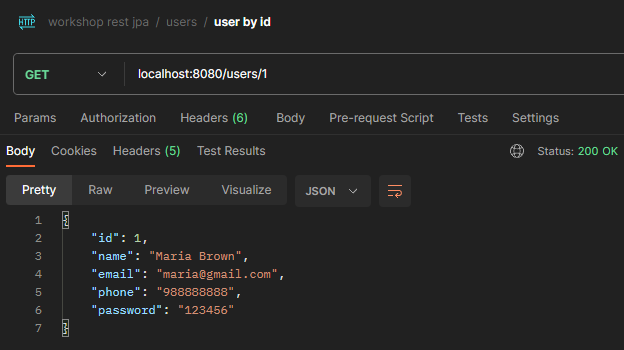 HTTP workshop rest jpa / users / user by id
GET localhost:8080/users/1
Params Authorization Headers (6) Body Pre-request Script Tests Settings
Body Cookies Headers (5) Test Results Status: 200 OK
Pretty Raw Preview Visualize JSON
1 {
2 "id": 1,
3 "name": "Maria Brown",
4 "email": "maria@gmail.com",
5 "phone": "988888888",
6 "password": "123456"
7 }